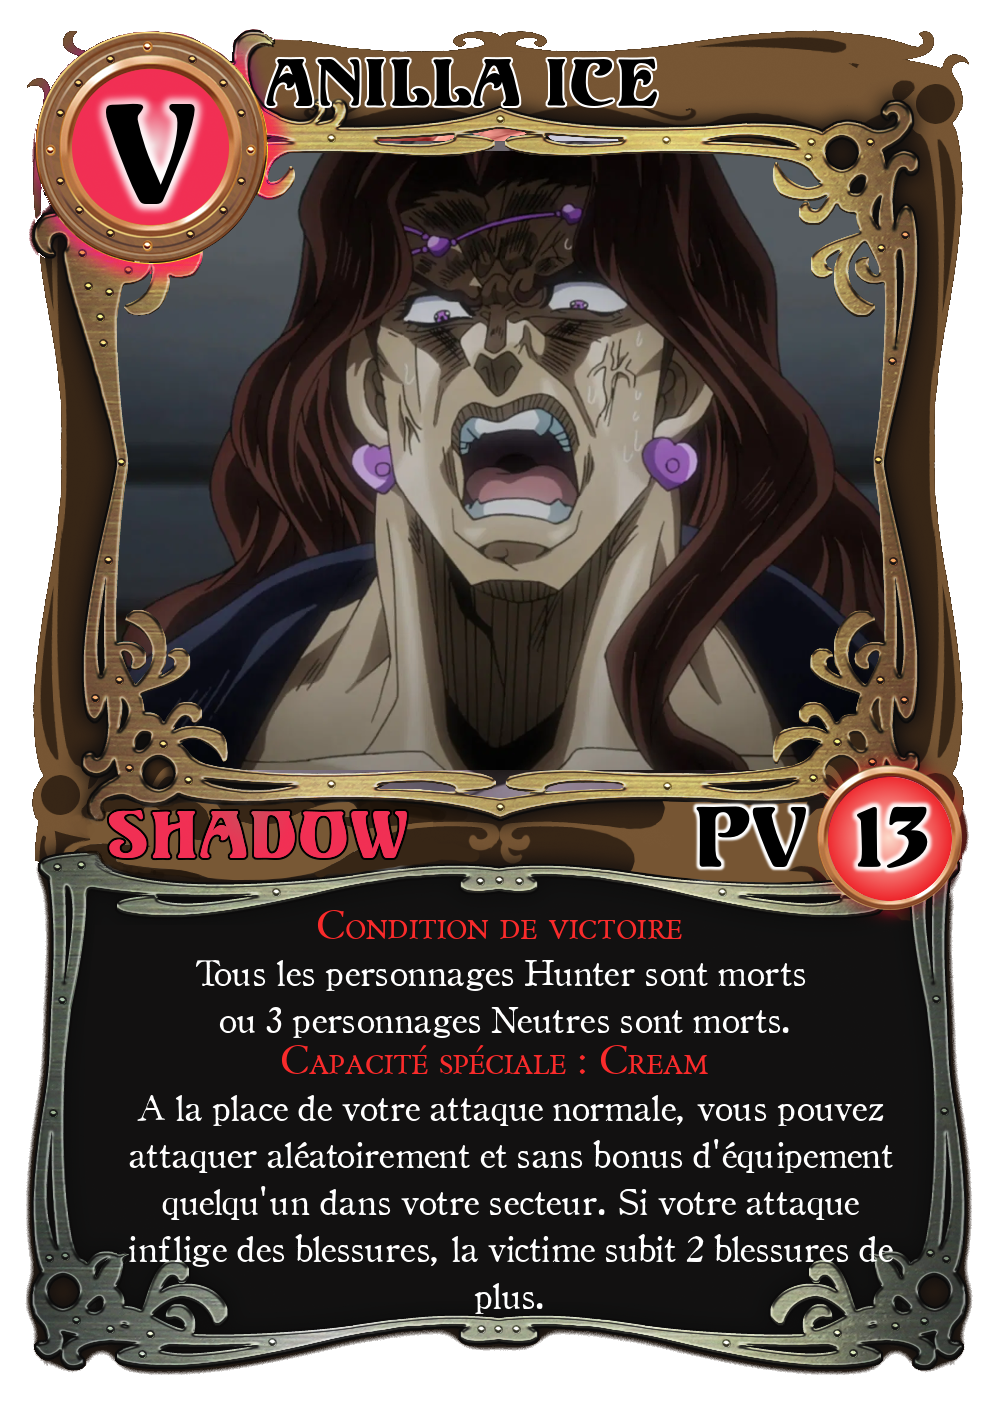 VANILLA ICE
SHADOW
PV 13
Condition de victoire
Tous les personnages Hunter sont morts
ou 3 personnages Neutres sont morts.
Capacité spéciale : Cream
A la place de votre attaque normale, vous pouvez
attaquer aléatoirement et sans bonus d'équipement
quelqu'un dans votre secteur. Si votre attaque
inflige des blessures, la victime subit 2 blessures de
plus.